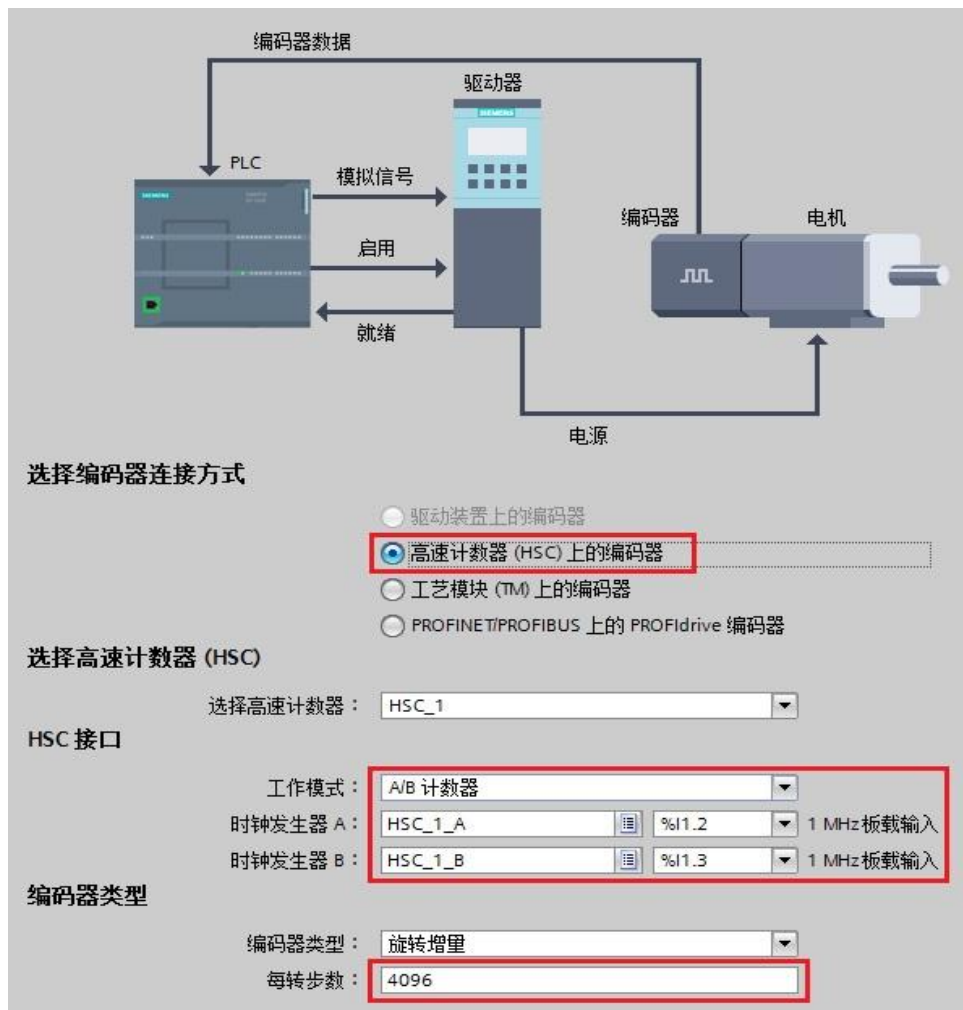 编码器数据
驱动器
SIEMENS
PLC
SIEMENS
模拟信号
编码器
电机
启用
就绪
电源
选择编码器连接方式
驱动装置上的编码器
高速计数器 (HSC) 上的编码器
工艺模块 (TM) 上的编码器
PROFINET/PROFIBUS 上的 PROFIdrive 编码器
选择高速计数器 (HSC)
选择高速计数器： HSC_1
HSC 接口
工作模式： A/B 计数器
时钟发生器 A： HSC_1_A %I1.2 1 MHz 板载输入
时钟发生器 B： HSC_1_B %I1.3 1 MHz 板载输入
编码器类型
编码器类型： 旋转增量
每转步数： 4096